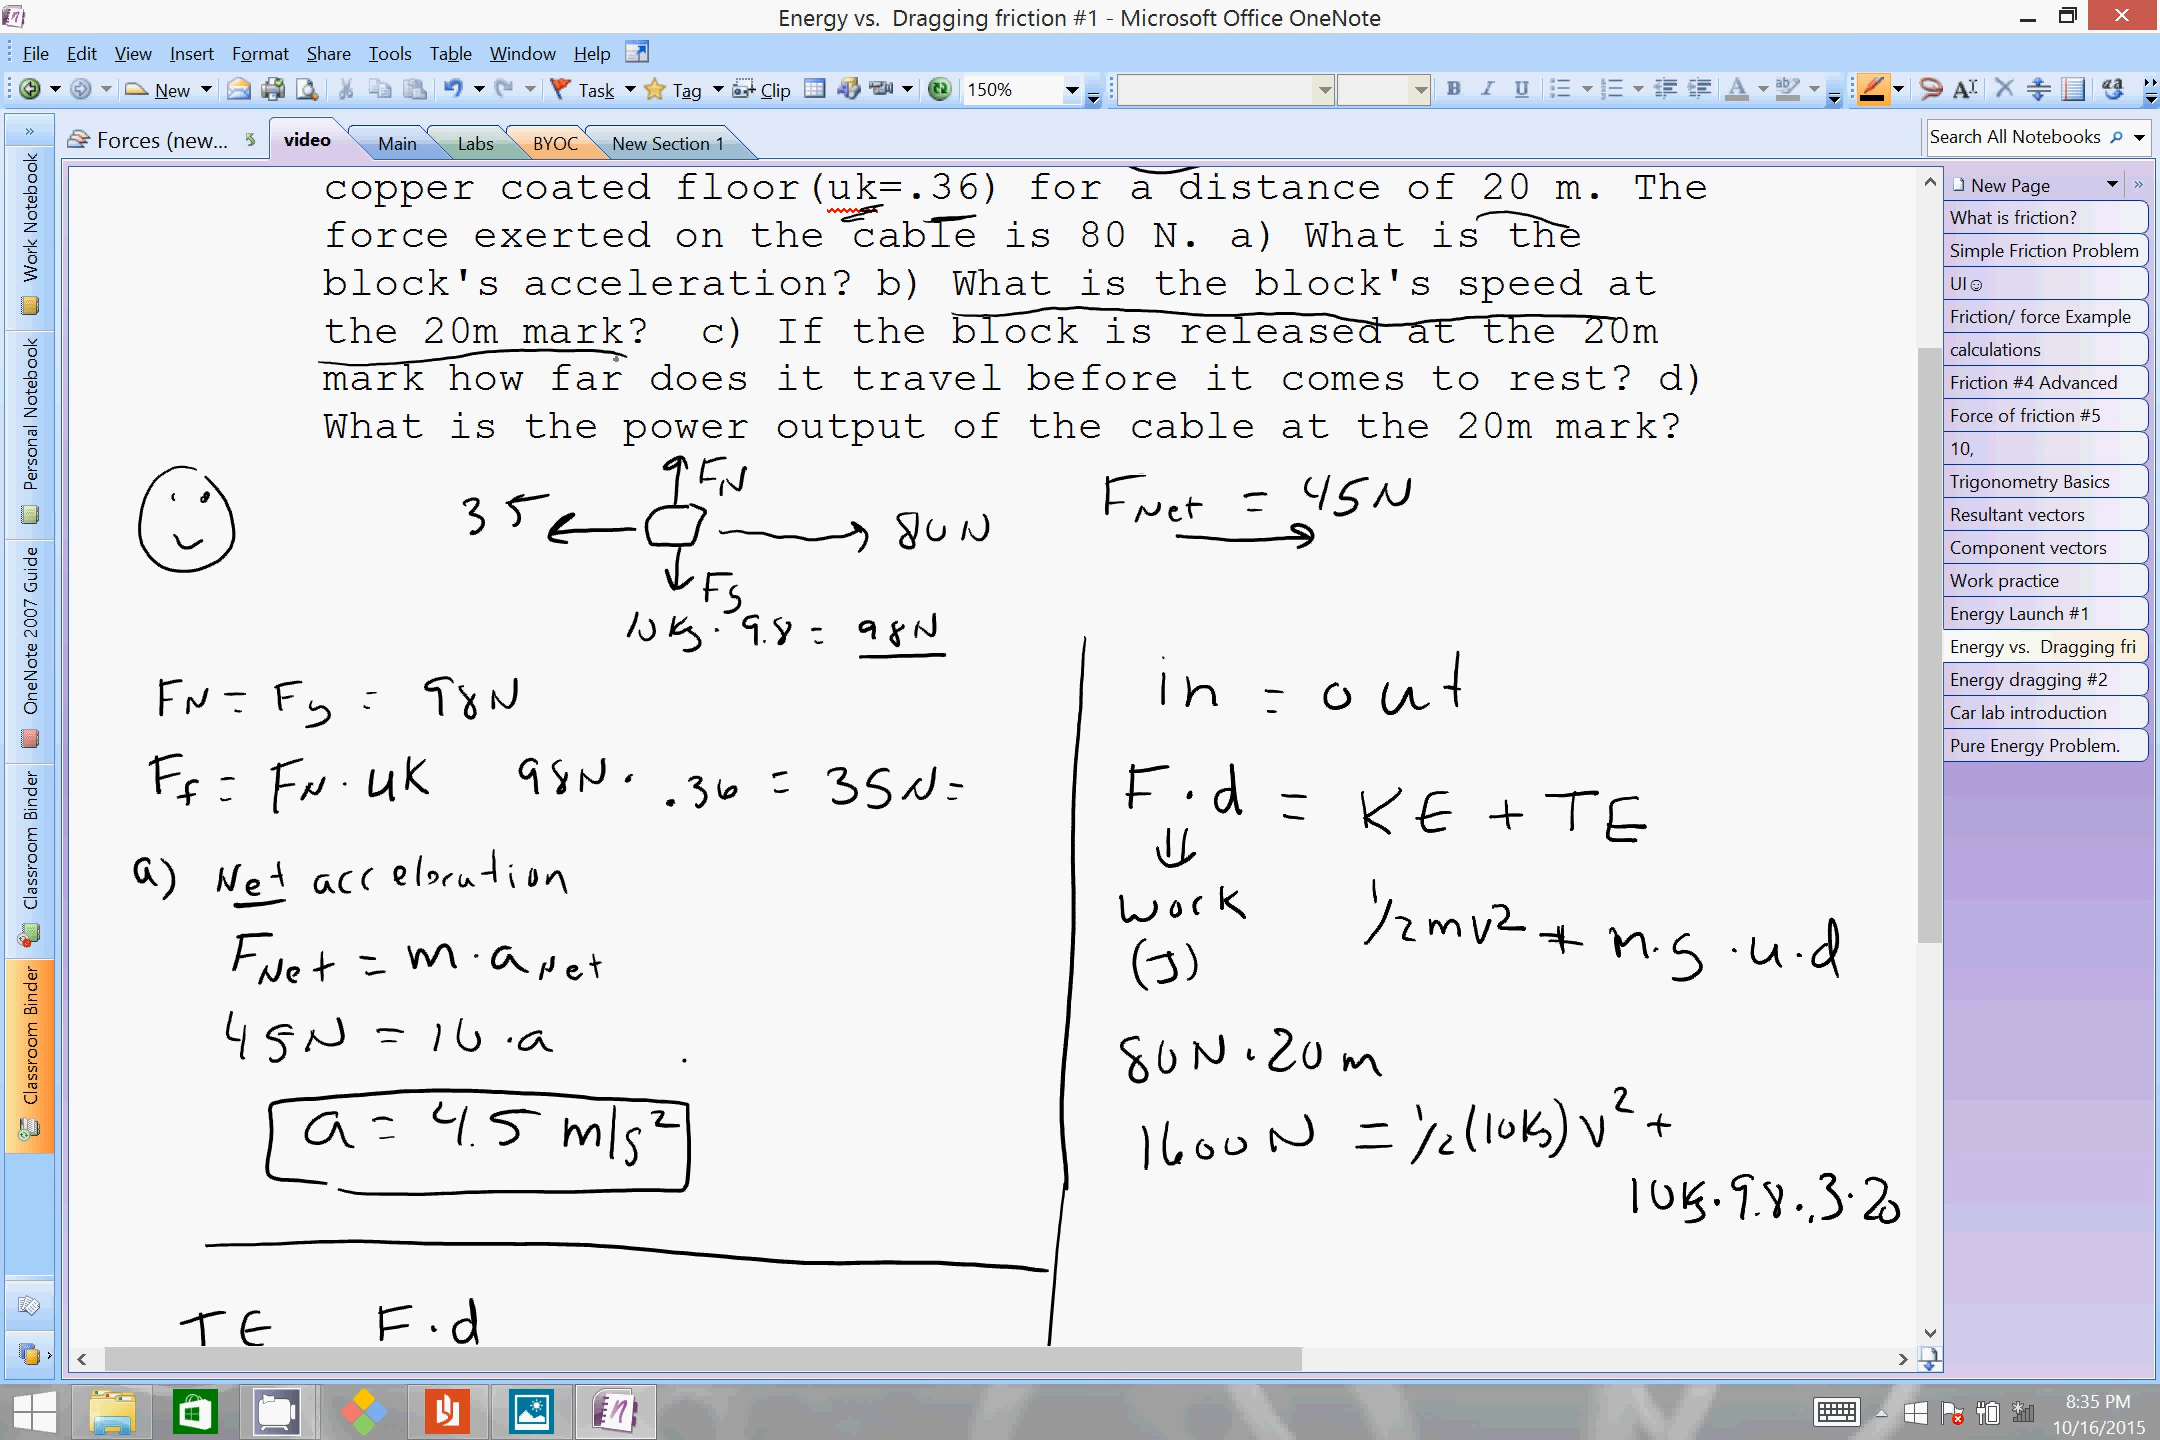 Energy vs.  Dragging friction #1 - Microsoft Office OneNote
File Edit View Insert Format Share Tools Table Window Help
New Task Tag Clip 150% B I U
Forces (new... video Main Labs BYOC New Section 1 Search All Notebooks
Work Notebook
Personal Notebook
OneNote 2007 Guide
Classroom Binder
Classroom Binder
copper coated floor(uk=.36) for a distance of 20 m. The
force exerted on the cable is 80 N. a) What is the
block's acceleration? b) What is the block's speed at
the 20m mark?  c) If the block is released at the 20m
mark how far does it travel before it comes to rest? d)
What is the power output of the cable at the 20m mark?
FN
35
80N
Fg
10kg · 9.8 = 98N
FNet = 45N
FN = Fg = 98N
Ff = FN · uK 98N · .36 = 35N =
a) Net acceloration
FNet = m · aNet
45N = 10 · a
a = 4.5 m/s²
TE F·d
in = out
F · d = KE + TE
Work
(J)
1/2mv² + m·g·u·d
80N · 20m
1600N = 1/2(10kg)v² +
10kg · 9.8 · .3 · 20
New Page
What is friction?
Simple Friction Problem
UI☺
Friction/ force Example
calculations
Friction #4 Advanced
Force of friction #5
10,
Trigonometry Basics
Resultant vectors
Component vectors
Work practice
Energy Launch #1
Energy vs.  Dragging fri
Energy dragging #2
Car lab introduction
Pure Energy Problem.
8:35 PM
10/16/2015